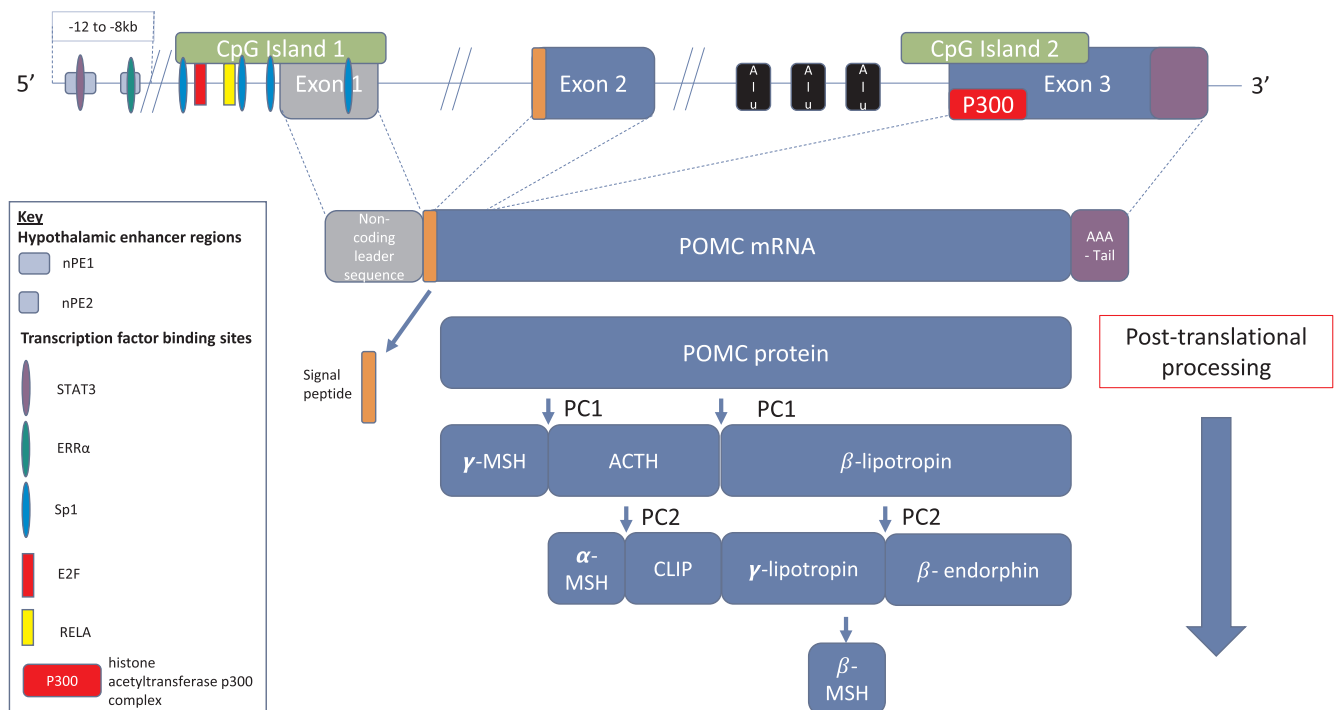 -12 to -8kb
CpG Island 1
CpG Island 2
5’
Exon 1
Exon 2
A
l
u
A
l
u
A
l
u
Exon 3
P300
3’
Non-
coding
leader
sequence
POMC mRNA
AAA
- Tail
Key
Hypothalamic enhancer regions
nPE1
nPE2
Transcription factor binding sites
STAT3
ERRα
Sp1
E2F
RELA
P300
histone
acetyltransferase p300
complex
Signal
peptide
POMC protein
Post-translational
processing
PC1
PC1
γ-MSH
ACTH
β-lipotropin
PC2
PC2
α-
MSH
CLIP
γ-lipotropin
β- endorphin
β-
MSH